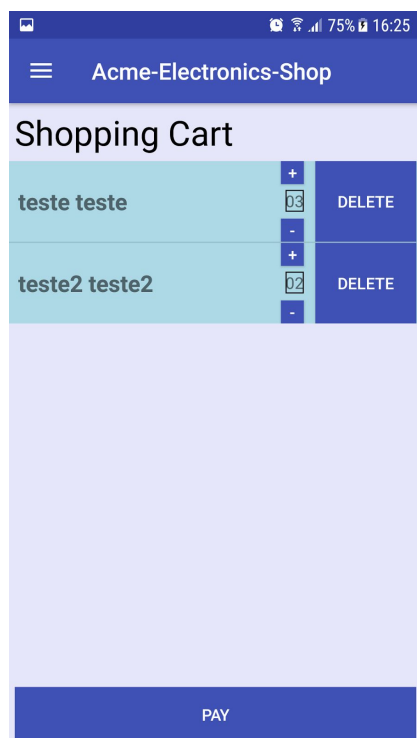 75% 16:25
Acme-Electronics-Shop
Shopping Cart
+
teste teste 03 DELETE
-
+
teste2 teste2 02 DELETE
-
PAY